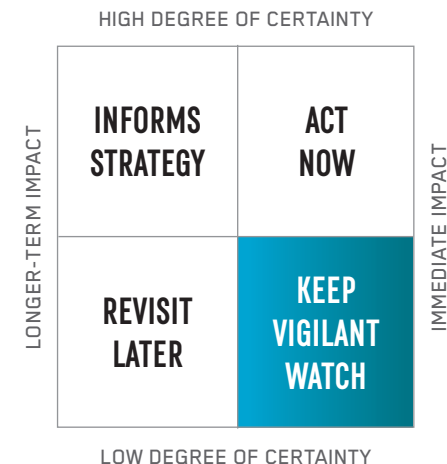 HIGH DEGREE OF CERTAINTY
LONGER-TERM IMPACT
INFORMS
STRATEGY
ACT
NOW
IMMEDIATE IMPACT
REVISIT
LATER
KEEP
VIGILANT
WATCH
LOW DEGREE OF CERTAINTY